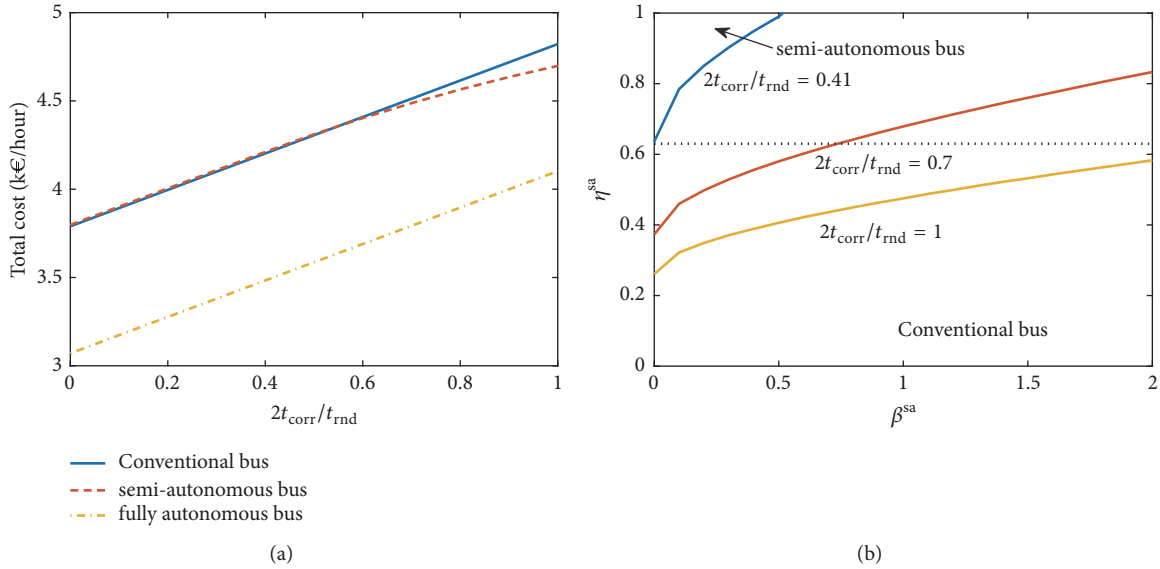 5
4.5
4
3.5
3
Total cost (k€/hour)
0 0.2 0.4 0.6 0.8 1
2t_corr/t_rnd
Conventional bus
semi-autonomous bus
fully autonomous bus
(a)
1
0.8
0.6
0.4
0.2
0
η^sa
semi-autonomous bus
2t_corr/t_rnd = 0.41
2t_corr/t_rnd = 0.7
2t_corr/t_rnd = 1
Conventional bus
0 0.5 1 1.5 2
β^sa
(b)